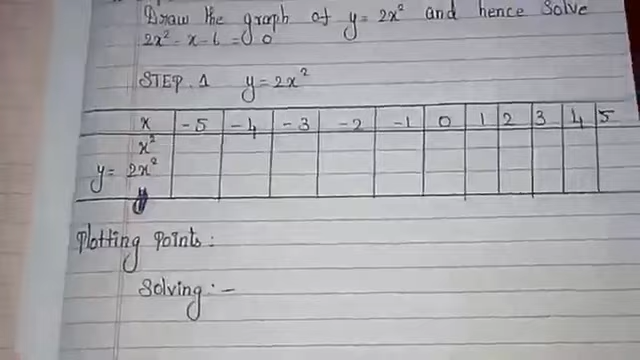 Draw the graph of y = 2x² and hence solve
2x² - x - 6 = 0
STEP. 1 y = 2x²
x -5 -4 -3 -2 -1 0 1 2 3 4 5
x²
y = 2x²
y
Plotting Points :
Solving :-